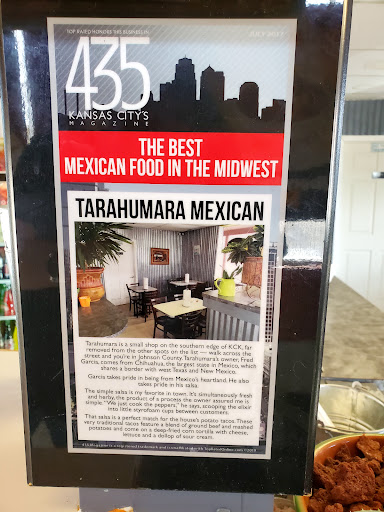 TOP RATED HONORS THIS BUSINESS IN
JULY 2017
435
KANSAS CITY'S
MAGAZINE
THE BEST
MEXICAN FOOD IN THE MIDWEST
TARAHUMARA MEXICAN
Tarahumara is a small shop on the southern edge of KCK, far
removed from the other spots on the list — walk across the
street and you're in Johnson County. Tarahumara's owner, Fred
Garcia, comes from Chihuahua, the largest state in Mexico, which
shares a border with west Texas and New Mexico.
Garcia takes pride in being from Mexico's heartland. He also
takes pride in his salsa.
The simple salsa is my favorite in town. It's simultaneously fresh
and herby, the product of a process the owner assured me is
simple. "We just cook the peppers," he says, scooping the elixir
into little styrofoam cups between customers.
That salsa is a perfect match for the house's potato tacos. These
very traditional tacos feature a blend of ground beef and mashed
potatoes and come on a deep-fried corn tortilla with cheese,
lettuce and a dollop of sour cream.